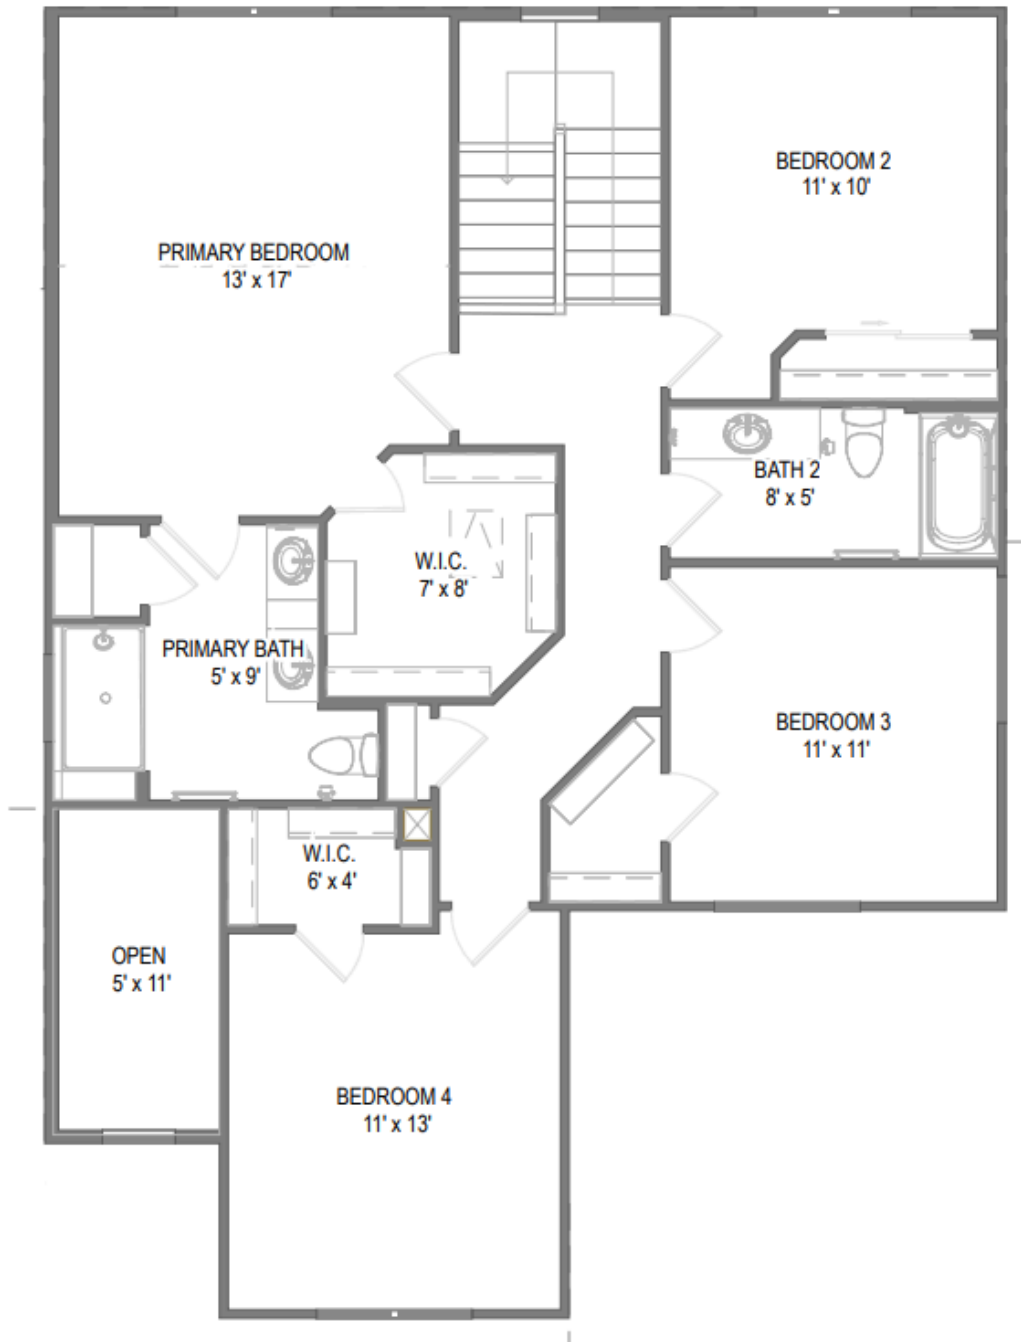 BEDROOM 2
11' x 10'
PRIMARY BEDROOM
13' x 17'
BATH 2
8' x 5'
W.I.C.
7' x 8'
PRIMARY BATH
5' x 9'
BEDROOM 3
11' x 11'
W.I.C.
6' x 4'
OPEN
5' x 11'
BEDROOM 4
11' x 13'